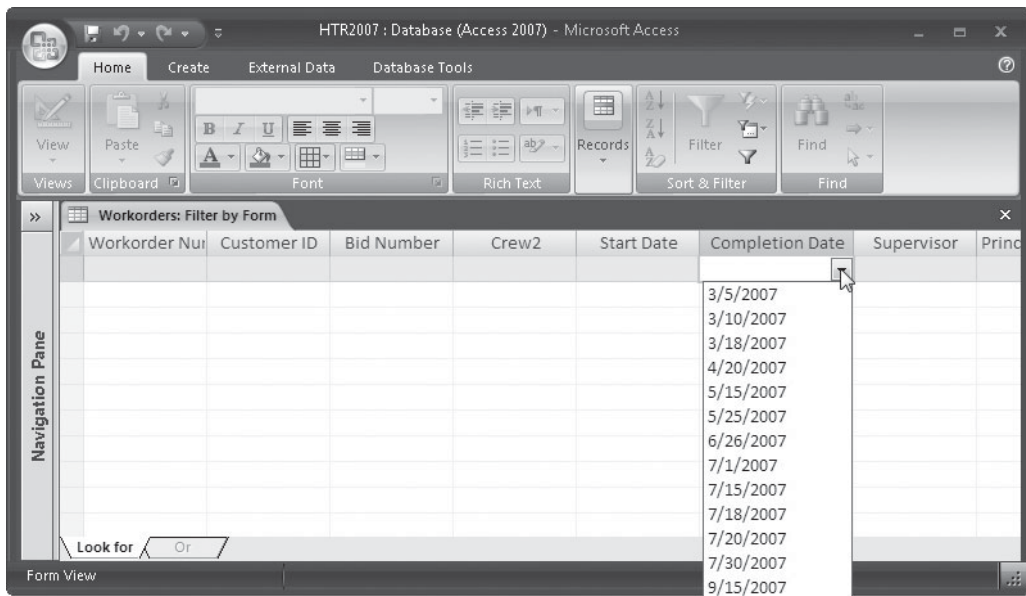 HTR2007 : Database (Access 2007) - Microsoft Access
Home Create External Data Database Tools
View Paste B I U A Records Filter Find
Views Clipboard Font Rich Text Sort & Filter Find
Workorders: Filter by Form
Workorder Nur Customer ID Bid Number Crew2 Start Date Completion Date Supervisor Princ
3/5/2007
3/10/2007
3/18/2007
4/20/2007
5/15/2007
5/25/2007
6/26/2007
7/1/2007
7/15/2007
7/18/2007
7/20/2007
7/30/2007
9/15/2007
Navigation Pane
Look for Or
Form View